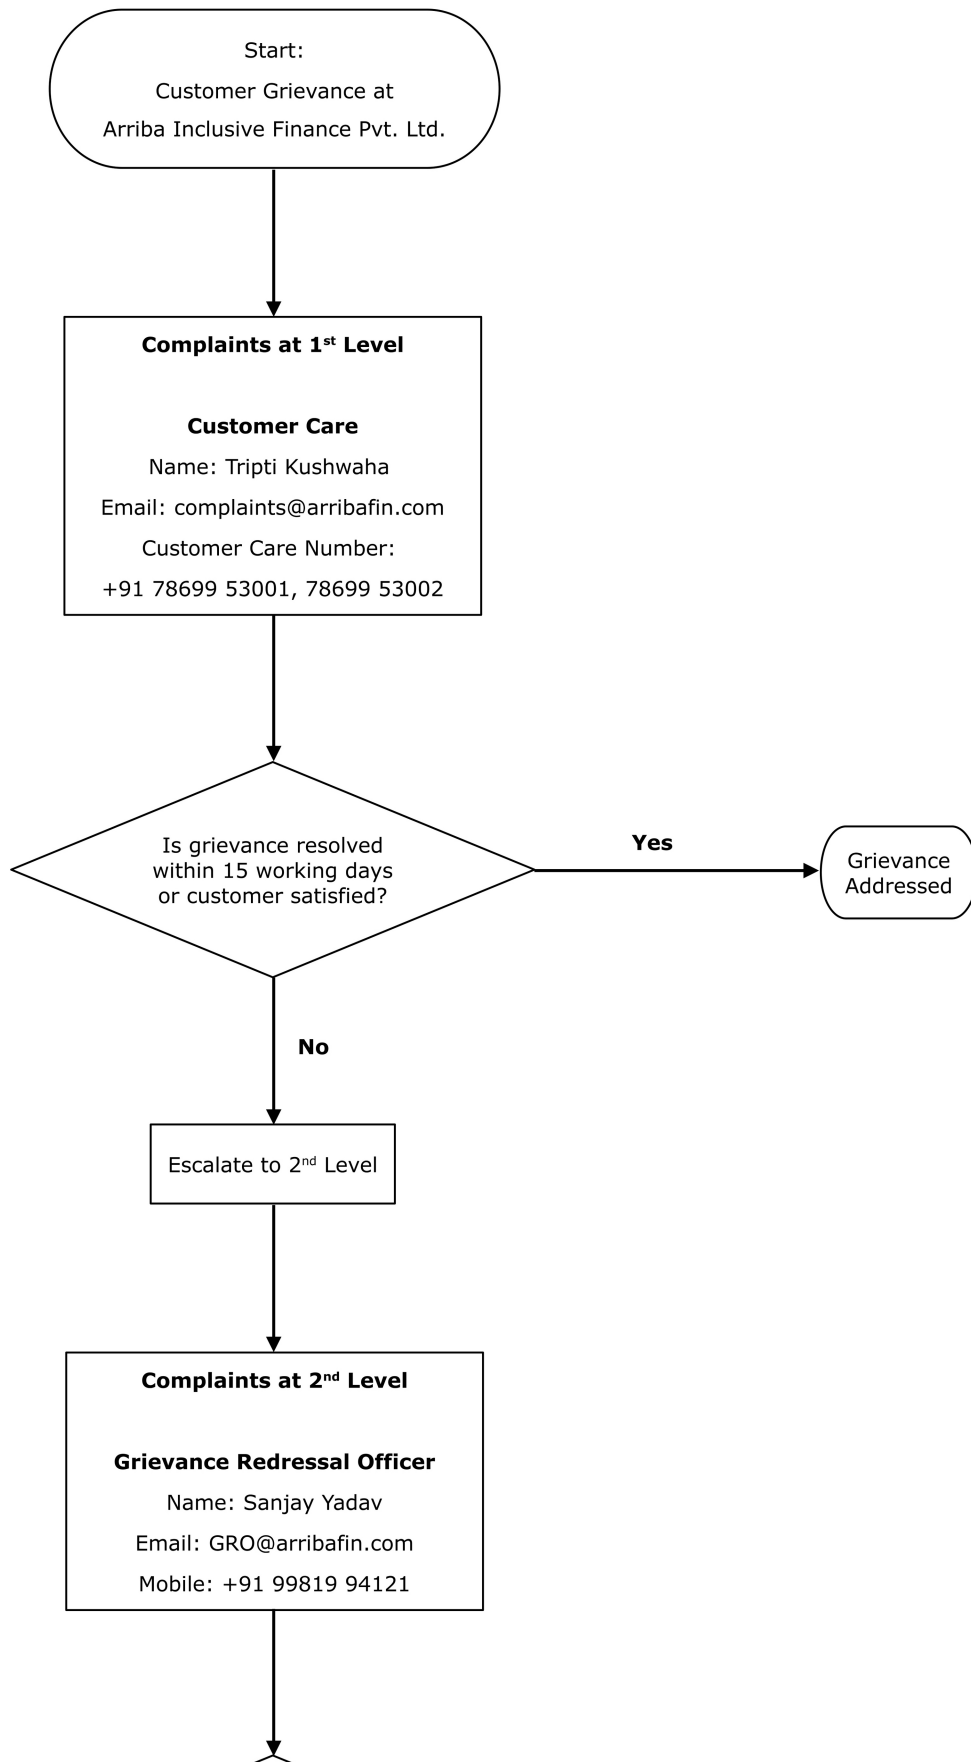 Start:
Customer Grievance at
Arriba Inclusive Finance Pvt. Ltd.
Complaints at 1st Level
Customer Care
Name: Tripti Kushwaha
Email: complaints@arribafin.com
Customer Care Number:
+91 78699 53001, 78699 53002
Is grievance resolved
within 15 working days
or customer satisfied?
Yes
Grievance
Addressed
No
Escalate to 2nd Level
Complaints at 2nd Level
Grievance Redressal Officer
Name: Sanjay Yadav
Email: GRO@arribafin.com
Mobile: +91 99819 94121